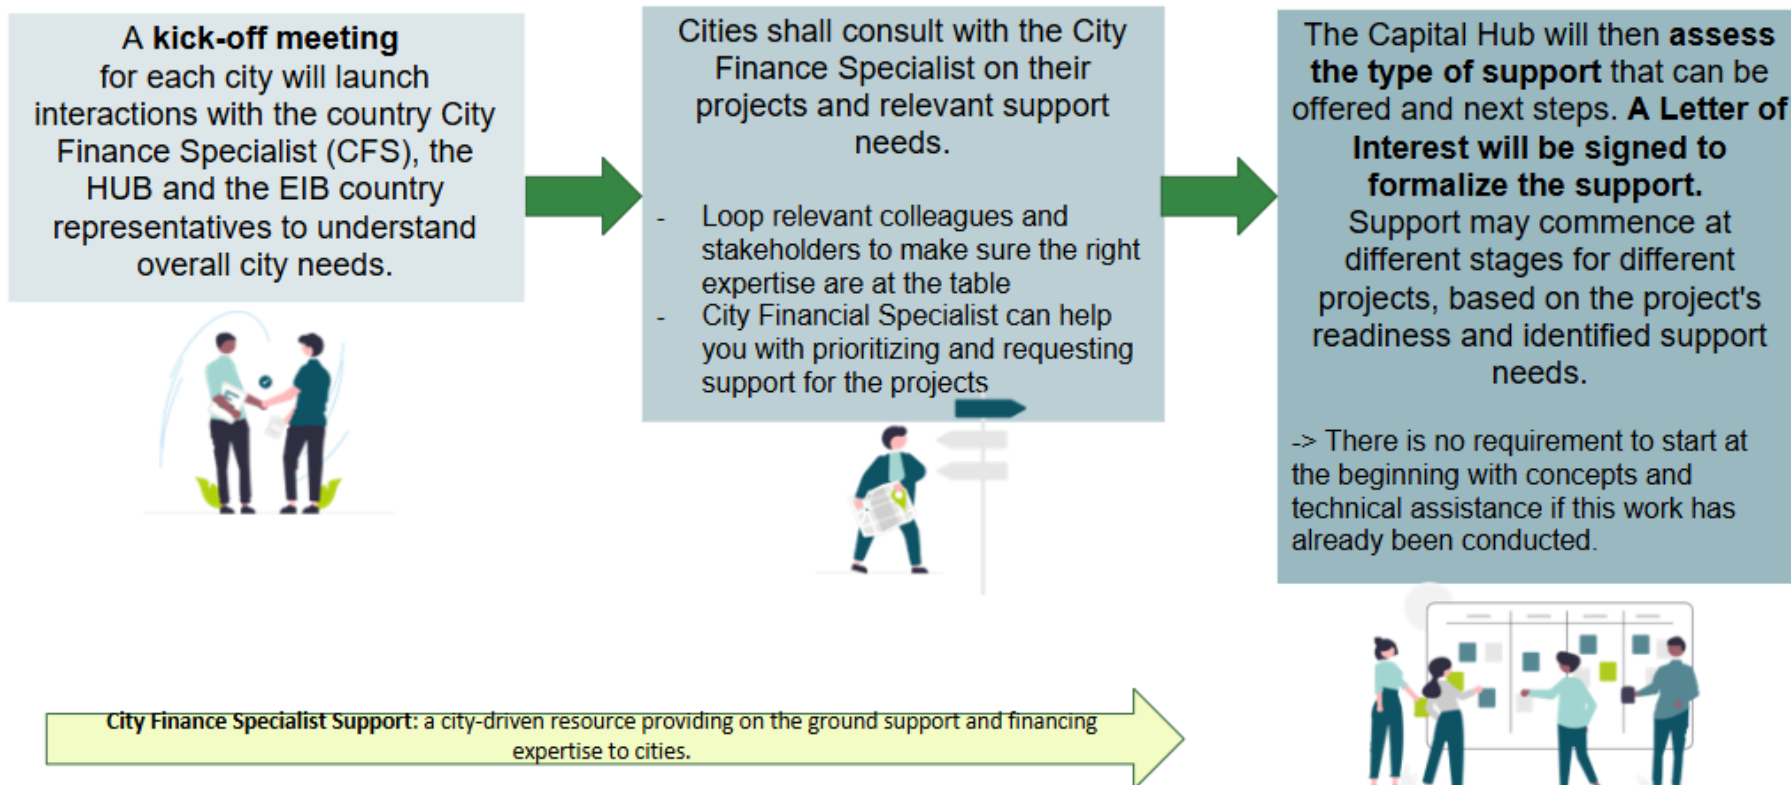 A kick-off meeting
for each city will launch
interactions with the country City
Finance Specialist (CFS), the
HUB and the EIB country
representatives to understand
overall city needs.
Cities shall consult with the City
Finance Specialist on their
projects and relevant support
needs.
- Loop relevant colleagues and
stakeholders to make sure the right
expertise are at the table
- City Financial Specialist can help
you with prioritizing and requesting
support for the projects
The Capital Hub will then assess
the type of support that can be
offered and next steps. A Letter of
Interest will be signed to
formalize the support.
Support may commence at
different stages for different
projects, based on the project's
readiness and identified support
needs.
-> There is no requirement to start at
the beginning with concepts and
technical assistance if this work has
already been conducted.
City Finance Specialist Support: a city-driven resource providing on the ground support and financing
expertise to cities.